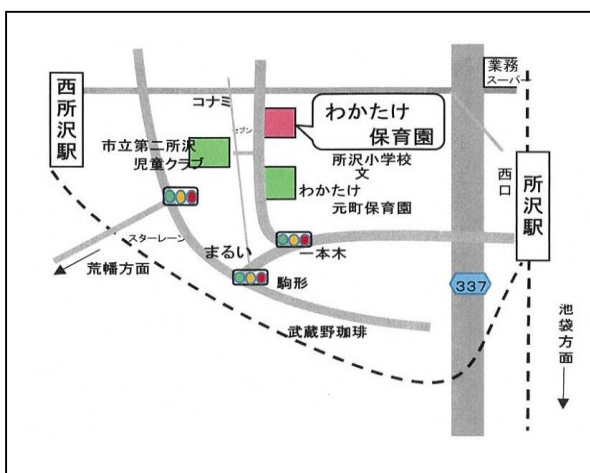 業務
スーパー
西所沢駅
コナミ
セブン
わかたけ
保育園
市立第二所沢
児童クラブ
所沢小学校
文
わかたけ
元町保育園
西口
所沢駅
スターレーン
まるい
一本木
荒幡方面
駒形
337
武蔵野珈琲
池袋方面